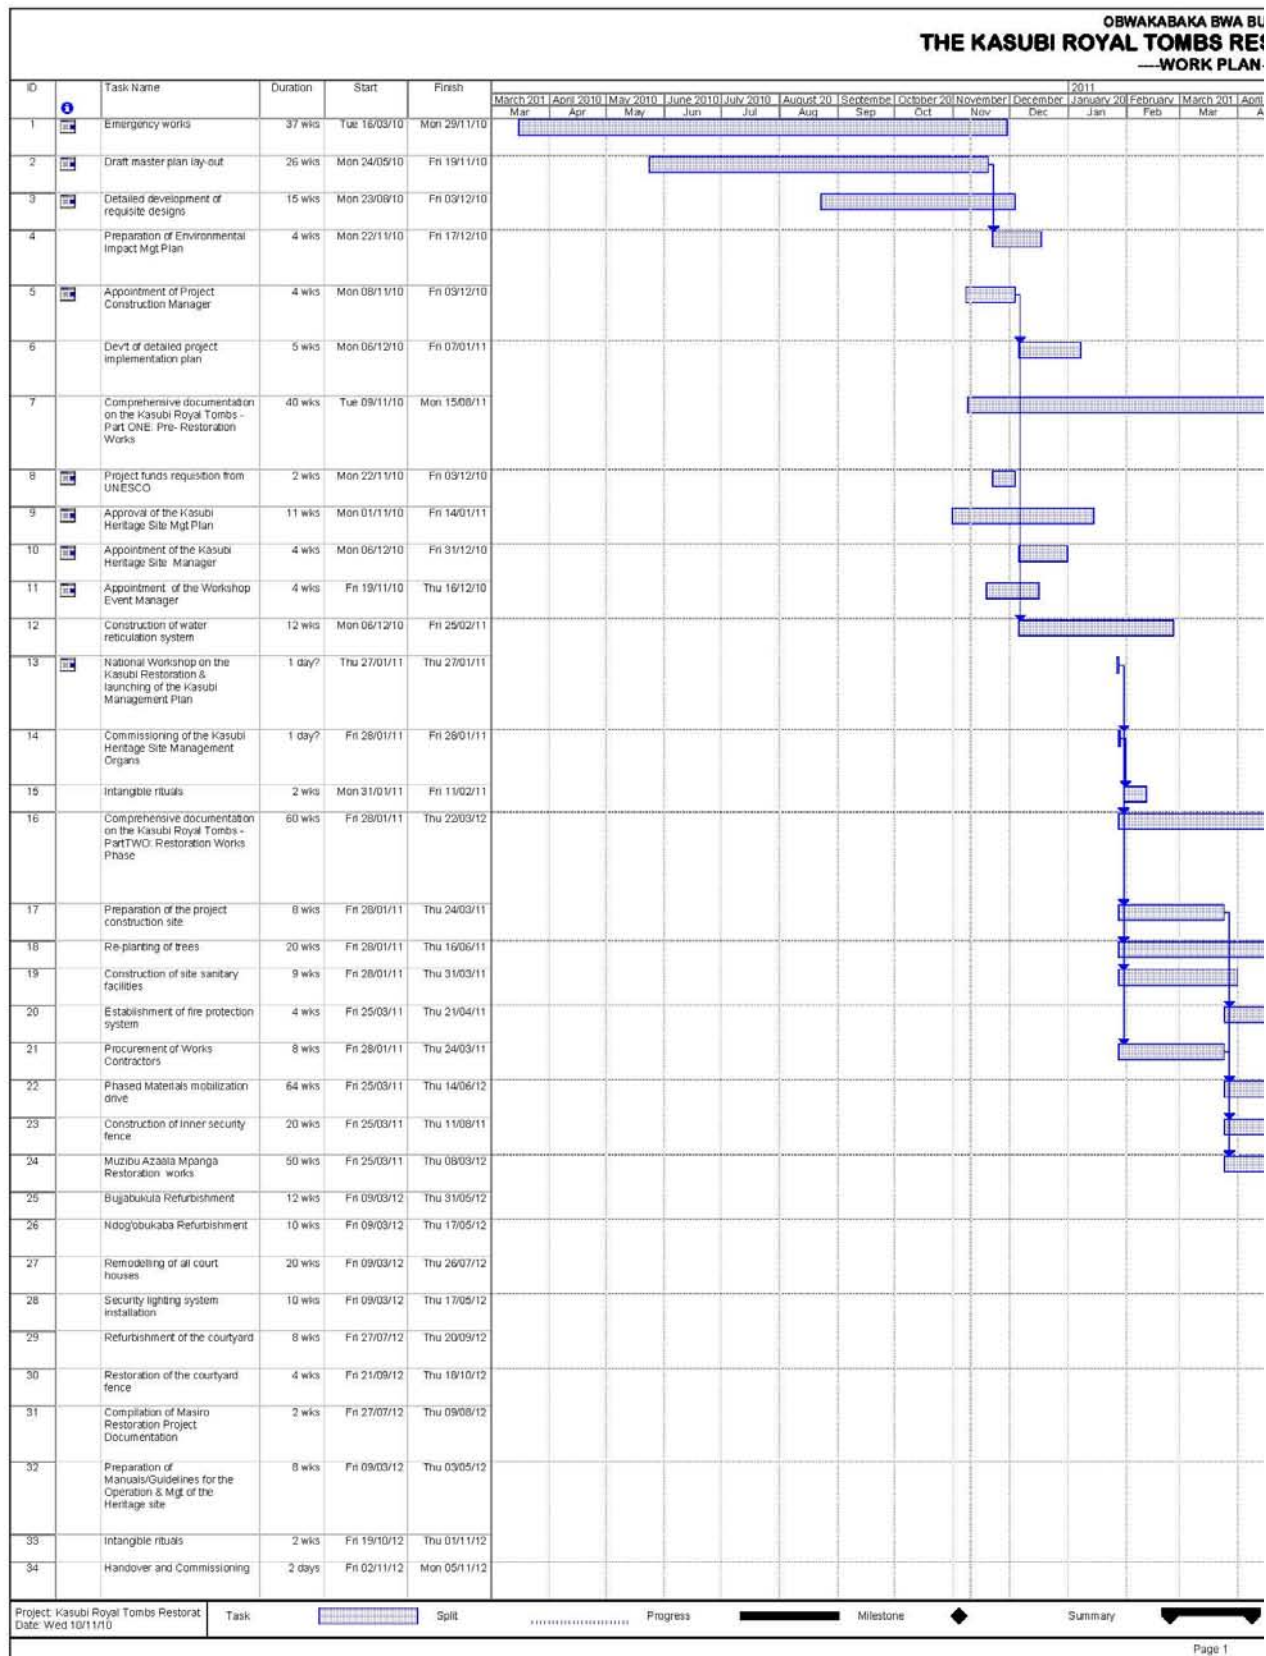 OBWAKABAKA BWA BU
THE KASUBI ROYAL TOMBS RES
----WORK PLAN-
ID Task Name Duration Start Finish
2011
March 201 April 2010 May 2010 June 2010 July 2010 August 20 Septembe October 20 November December January 20 February March 201 April
Mar Apr May Jun Jul Aug Sep Oct Nov Dec Jan Feb Mar A
1 Emergency works 37 wks Tue 16/03/10 Mon 29/11/10
2 Draft master plan lay-out 26 wks Mon 24/05/10 Fri 19/11/10
3 Detailed development of 15 wks Mon 23/08/10 Fri 03/12/10
requisite designs
4 Preparation of Environmental 4 wks Mon 22/11/10 Fri 17/12/10
Impact Mgt Plan
5 Appointment of Project 4 wks Mon 08/11/10 Fri 03/12/10
Construction Manager
6 Dev't of detailed project 5 wks Mon 06/12/10 Fri 07/01/11
implementation plan
7 Comprehensive documentation 40 wks Tue 09/11/10 Mon 15/08/11
on the Kasubi Royal Tombs -
Part ONE: Pre- Restoration
Works
8 Project funds requisition from 2 wks Mon 22/11/10 Fri 03/12/10
UNESCO
9 Approval of the Kasubi 11 wks Mon 01/11/10 Fri 14/01/11
Heritage Site Mgt Plan
10 Appointment of the Kasubi 4 wks Mon 06/12/10 Fri 31/12/10
Heritage Site Manager
11 Appointment of the Workshop 4 wks Fri 19/11/10 Thu 16/12/10
Event Manager
12 Construction of water 12 wks Mon 06/12/10 Fri 25/02/11
reticulation system
13 National Workshop on the 1 day? Thu 27/01/11 Thu 27/01/11
Kasubi Restoration &
launching of the Kasubi
Management Plan
14 Commissioning of the Kasubi 1 day? Fri 28/01/11 Fri 28/01/11
Heritage Site Management
Organs
15 Intangible rituals 2 wks Mon 31/01/11 Fri 11/02/11
16 Comprehensive documentation 60 wks Fri 28/01/11 Thu 22/03/12
on the Kasubi Royal Tombs -
PartTWO: Restoration Works
Phase
17 Preparation of the project 8 wks Fri 28/01/11 Thu 24/03/11
construction site
18 Re-planting of trees 20 wks Fri 28/01/11 Thu 16/06/11
19 Construction of site sanitary 9 wks Fri 28/01/11 Thu 31/03/11
facilities
20 Establishment of fire protection 4 wks Fri 25/03/11 Thu 21/04/11
system
21 Procurement of Works 8 wks Fri 28/01/11 Thu 24/03/11
Contractors
22 Phased Materials mobilization 64 wks Fri 25/03/11 Thu 14/06/12
drive
23 Construction of Inner security 20 wks Fri 25/03/11 Thu 11/08/11
fence
24 Muzibu Azaala Mpanga 50 wks Fri 25/03/11 Thu 08/03/12
Restoration works
25 Bujjabukula Refurbishment 12 wks Fri 09/03/12 Thu 31/05/12
26 Ndog'obukaba Refurbishment 10 wks Fri 09/03/12 Thu 17/05/12
27 Remodelling of all court 20 wks Fri 09/03/12 Thu 26/07/12
houses
28 Security lighting system 10 wks Fri 09/03/12 Thu 17/05/12
installation
29 Refurbishment of the courtyard 8 wks Fri 27/07/12 Thu 20/09/12
30 Restoration of the courtyard 4 wks Fri 21/09/12 Thu 18/10/12
fence
31 Compilation of Masiro 2 wks Fri 27/07/12 Thu 09/08/12
Restoration Project
Documentation
32 Preparation of 8 wks Fri 09/03/12 Thu 03/05/12
Manuals/Guidelines for the
Operation & Mgt of the
Heritage site
33 Intangible rituals 2 wks Fri 19/10/12 Thu 01/11/12
34 Handover and Commissioning 2 days Fri 02/11/12 Mon 05/11/12
Project: Kasubi Royal Tombs Restorat
Date: Wed 10/11/10
Task Split Progress Milestone Summary
Page 1